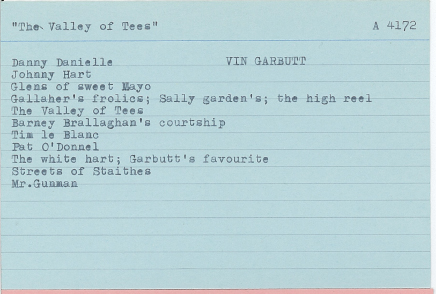 "The Valley of Tees" A 4172
Danny Danielle VIN GARBUTT
Johnny Hart
Glens of sweet Mayo
Gallaher's frolics; Sally garden's; the high reel
The Valley of Tees
Barney Brallaghan's courtship
Tim le Blanc
Pat O'Donnel
The white hart; Garbutt's favourite
Streets of Staithes
Mr.Gunman